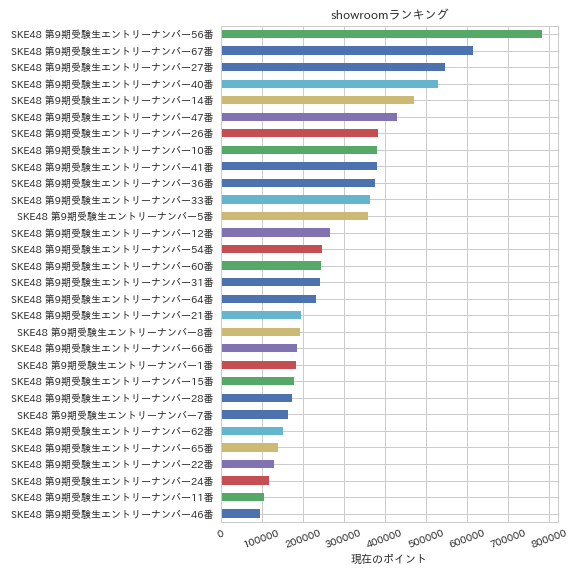 showroomランキング
SKE48 第9期受験生エントリーナンバー56番
SKE48 第9期受験生エントリーナンバー67番
SKE48 第9期受験生エントリーナンバー27番
SKE48 第9期受験生エントリーナンバー40番
SKE48 第9期受験生エントリーナンバー14番
SKE48 第9期受験生エントリーナンバー47番
SKE48 第9期受験生エントリーナンバー26番
SKE48 第9期受験生エントリーナンバー10番
SKE48 第9期受験生エントリーナンバー41番
SKE48 第9期受験生エントリーナンバー36番
SKE48 第9期受験生エントリーナンバー33番
SKE48 第9期受験生エントリーナンバー5番
SKE48 第9期受験生エントリーナンバー12番
SKE48 第9期受験生エントリーナンバー54番
SKE48 第9期受験生エントリーナンバー60番
SKE48 第9期受験生エントリーナンバー31番
SKE48 第9期受験生エントリーナンバー64番
SKE48 第9期受験生エントリーナンバー21番
SKE48 第9期受験生エントリーナンバー8番
SKE48 第9期受験生エントリーナンバー66番
SKE48 第9期受験生エントリーナンバー1番
SKE48 第9期受験生エントリーナンバー15番
SKE48 第9期受験生エントリーナンバー28番
SKE48 第9期受験生エントリーナンバー7番
SKE48 第9期受験生エントリーナンバー62番
SKE48 第9期受験生エントリーナンバー65番
SKE48 第9期受験生エントリーナンバー22番
SKE48 第9期受験生エントリーナンバー24番
SKE48 第9期受験生エントリーナンバー11番
SKE48 第9期受験生エントリーナンバー46番
0 100000 200000 300000 400000 500000 600000 700000 800000
現在のポイント